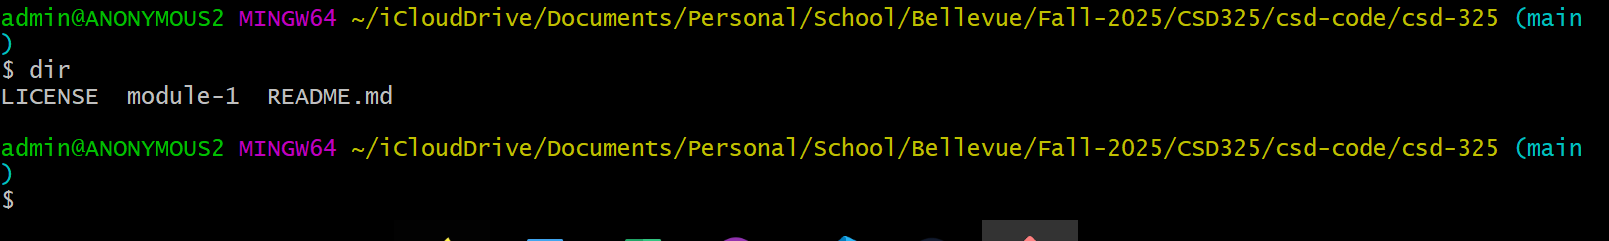 admin@ANONYMOUS2 MINGW64 ~/iCloudDrive/Documents/Personal/School/Bellevue/Fall-2025/CSD325/csd-code/csd-325 (main
)
$ dir
LICENSE  module-1  README.md
admin@ANONYMOUS2 MINGW64 ~/iCloudDrive/Documents/Personal/School/Bellevue/Fall-2025/CSD325/csd-code/csd-325 (main
)
$